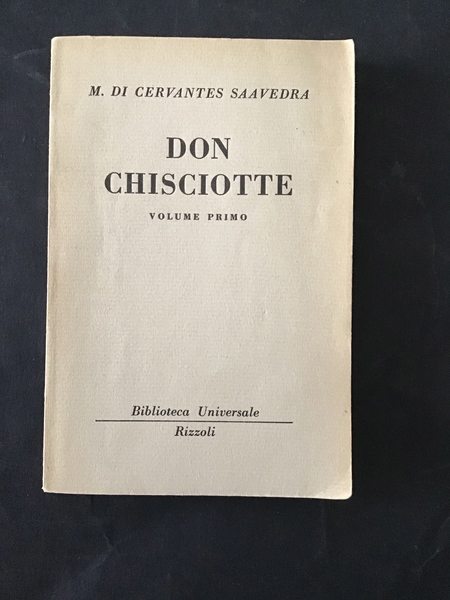 M. DI CERVANTES SAAVEDRA
DON
CHISCIOTTE
VOLUME PRIMO
Biblioteca Universale
Rizzoli